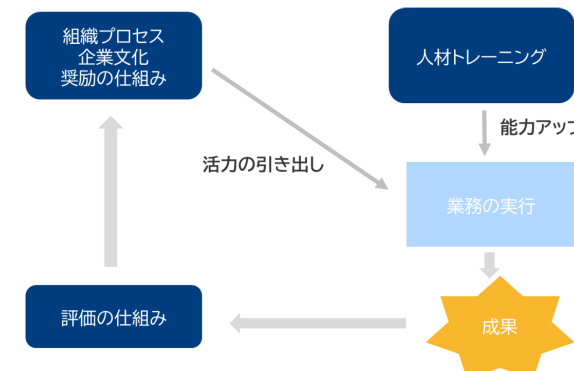 組織プロセス
企業文化
奨励の仕組み
人材トレーニング
能力アップ
活力の引き出し
業務の実行
評価の仕組み
成果